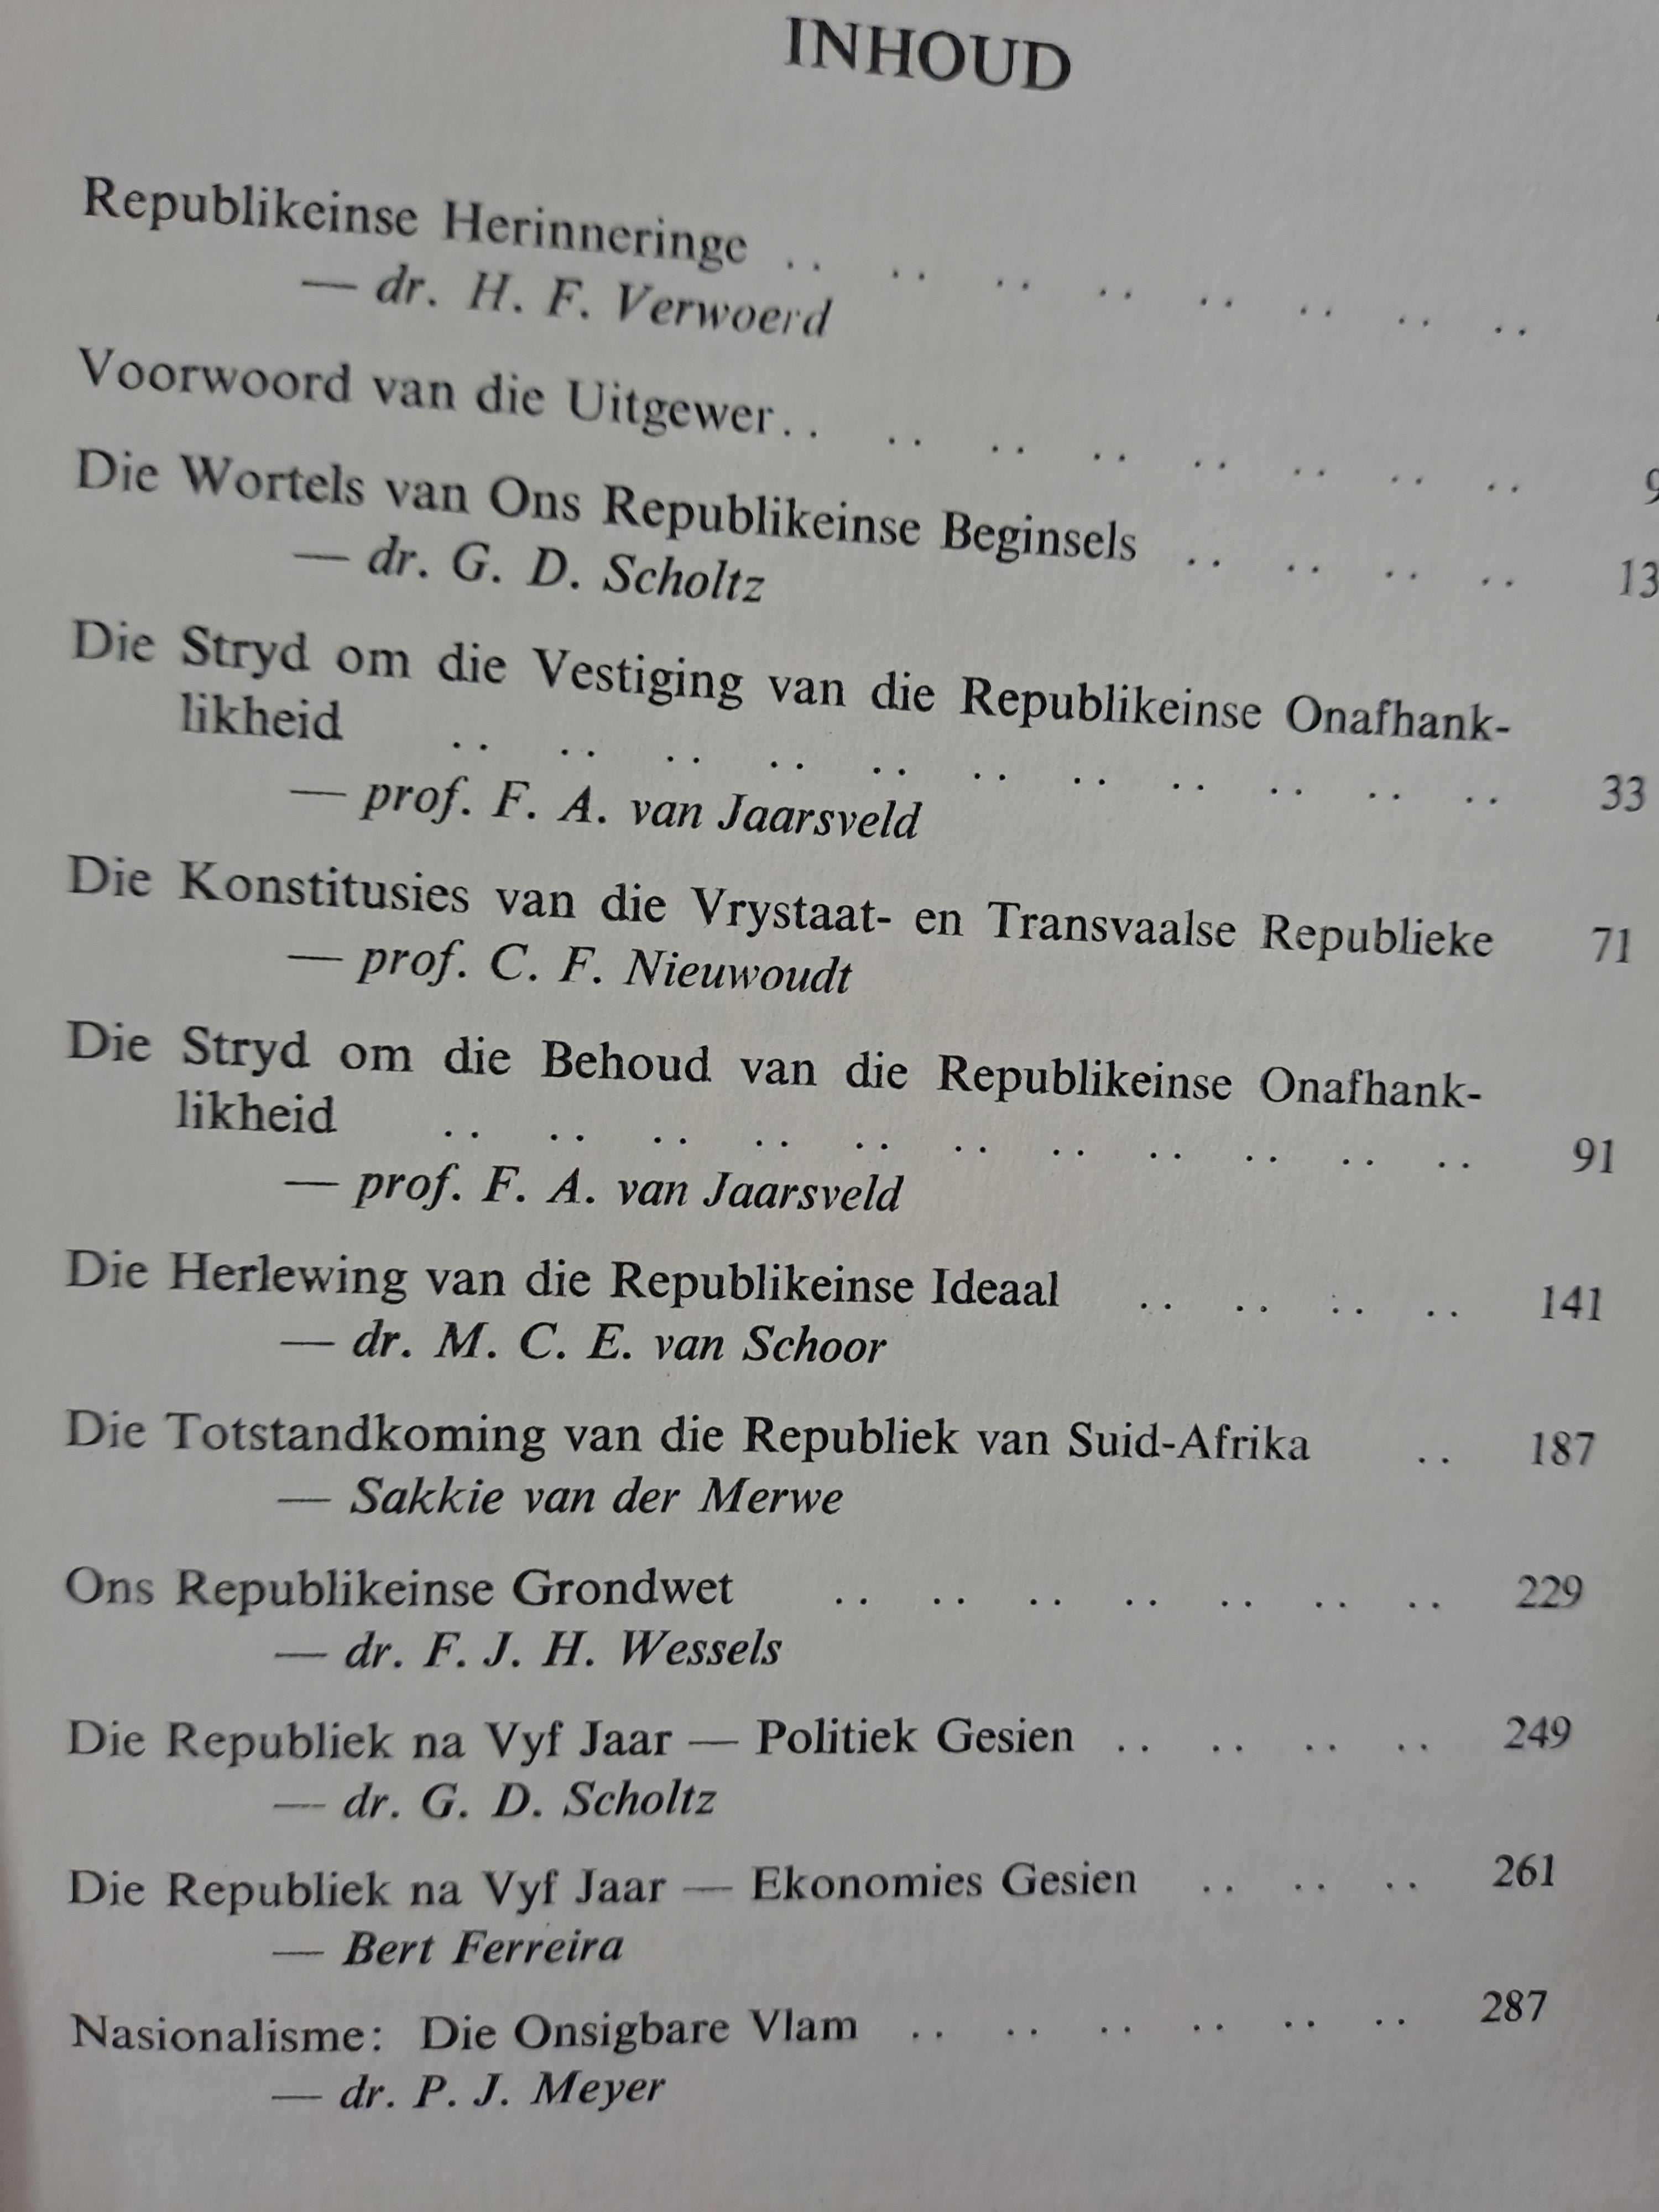 INHOUD
Republikeinse Herinneringe .. .. .. .. .. .. .. ..
— dr. H. F. Verwoerd
Voorwoord van die Uitgewer.. .. .. .. .. .. .. .. 9
Die Wortels van Ons Republikeinse Beginsels .. .. .. .. 13
— dr. G. D. Scholtz
Die Stryd om die Vestiging van die Republikeinse Onafhank-
likheid .. .. .. .. .. .. .. .. .. .. .. 33
— prof. F. A. van Jaarsveld
Die Konstitusies van die Vrystaat- en Transvaalse Republieke 71
— prof. C. F. Nieuwoudt
Die Stryd om die Behoud van die Republikeinse Onafhank-
likheid .. .. .. .. .. .. .. .. .. .. .. 91
— prof. F. A. van Jaarsveld
Die Herlewing van die Republikeinse Ideaal .. .. .. .. 141
— dr. M. C. E. van Schoor
Die Totstandkoming van die Republiek van Suid-Afrika .. 187
— Sakkie van der Merwe
Ons Republikeinse Grondwet .. .. .. .. .. .. .. 229
— dr. F. J. H. Wessels
Die Republiek na Vyf Jaar — Politiek Gesien .. .. .. .. 249
— dr. G. D. Scholtz
Die Republiek na Vyf Jaar — Ekonomies Gesien .. .. .. 261
— Bert Ferreira
Nasionalisme: Die Onsigbare Vlam .. .. .. .. .. .. 287
— dr. P. J. Meyer